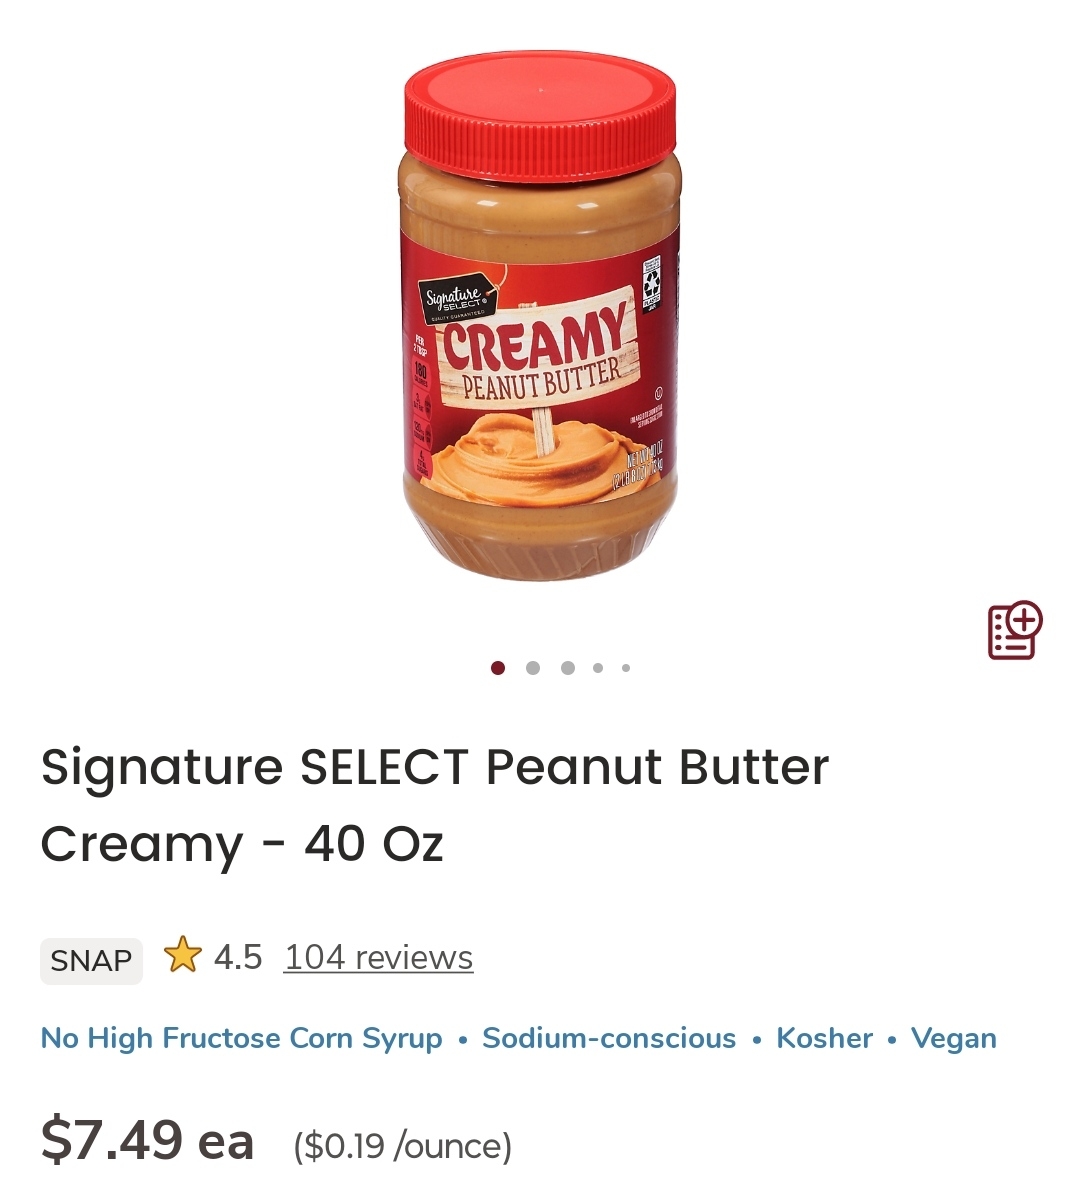 Signature
SELECT®
QUALITY GUARANTEED
CREAMY
PEANUT BUTTER
PER
2 TBSP
180
CALORIES
NET WT 40 OZ
Signature SELECT Peanut Butter
Creamy - 40 Oz
SNAP 4.5 104 reviews
No High Fructose Corn Syrup • Sodium-conscious • Kosher • Vegan
$7.49 ea ($0.19 /ounce)